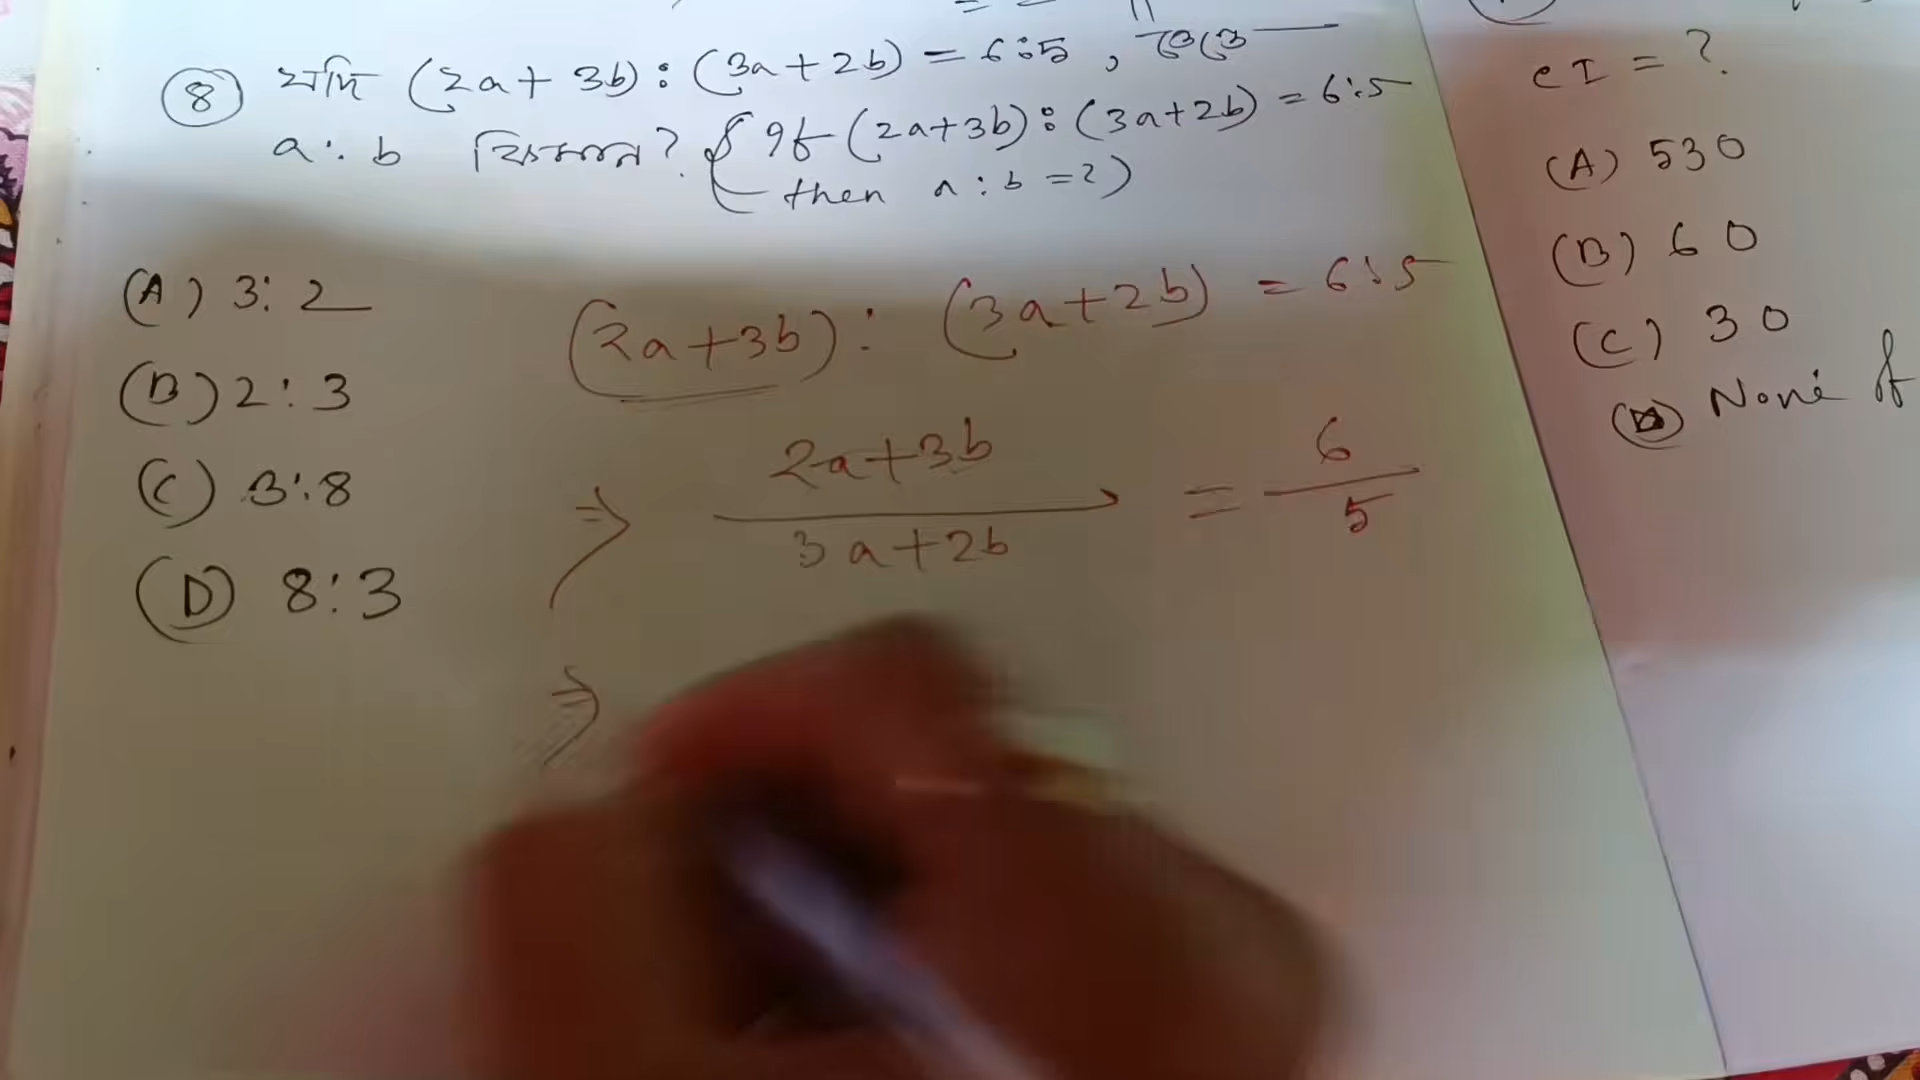 ⑧ যদি (2a+3b):(3a+2b)=6:5, হয়
a:b কত? {If (2a+3b):(3a+2b)=6:5
then a:b=?)
(A) 3:2
(B) 2:3
(C) 3:8
(D) 8:3
(2a+3b):(3a+2b)=6:5
⇒ 2a+3b = 6
3a+2b 5
⇒
CI = ?
(A) 530
(B) 60
(C) 30
(D) None of